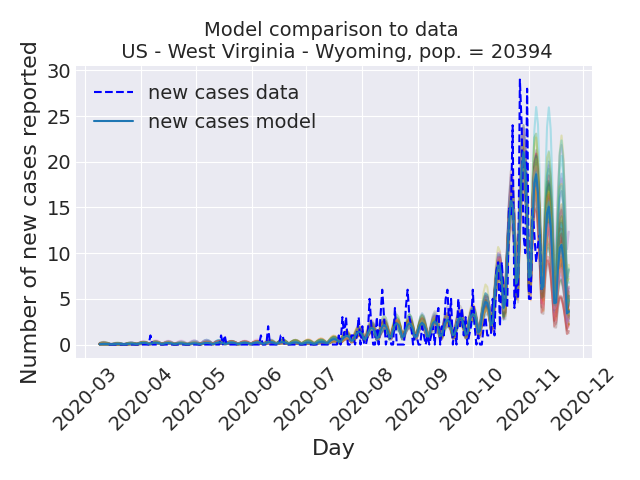 Model comparison to data
US - West Virginia - Wyoming, pop. = 20394
Number of new cases reported
30
25
20
15
10
5
0
new cases data
new cases model
2020-03
2020-04
2020-05
2020-06
2020-07
2020-08
2020-09
2020-10
2020-11
2020-12
Day